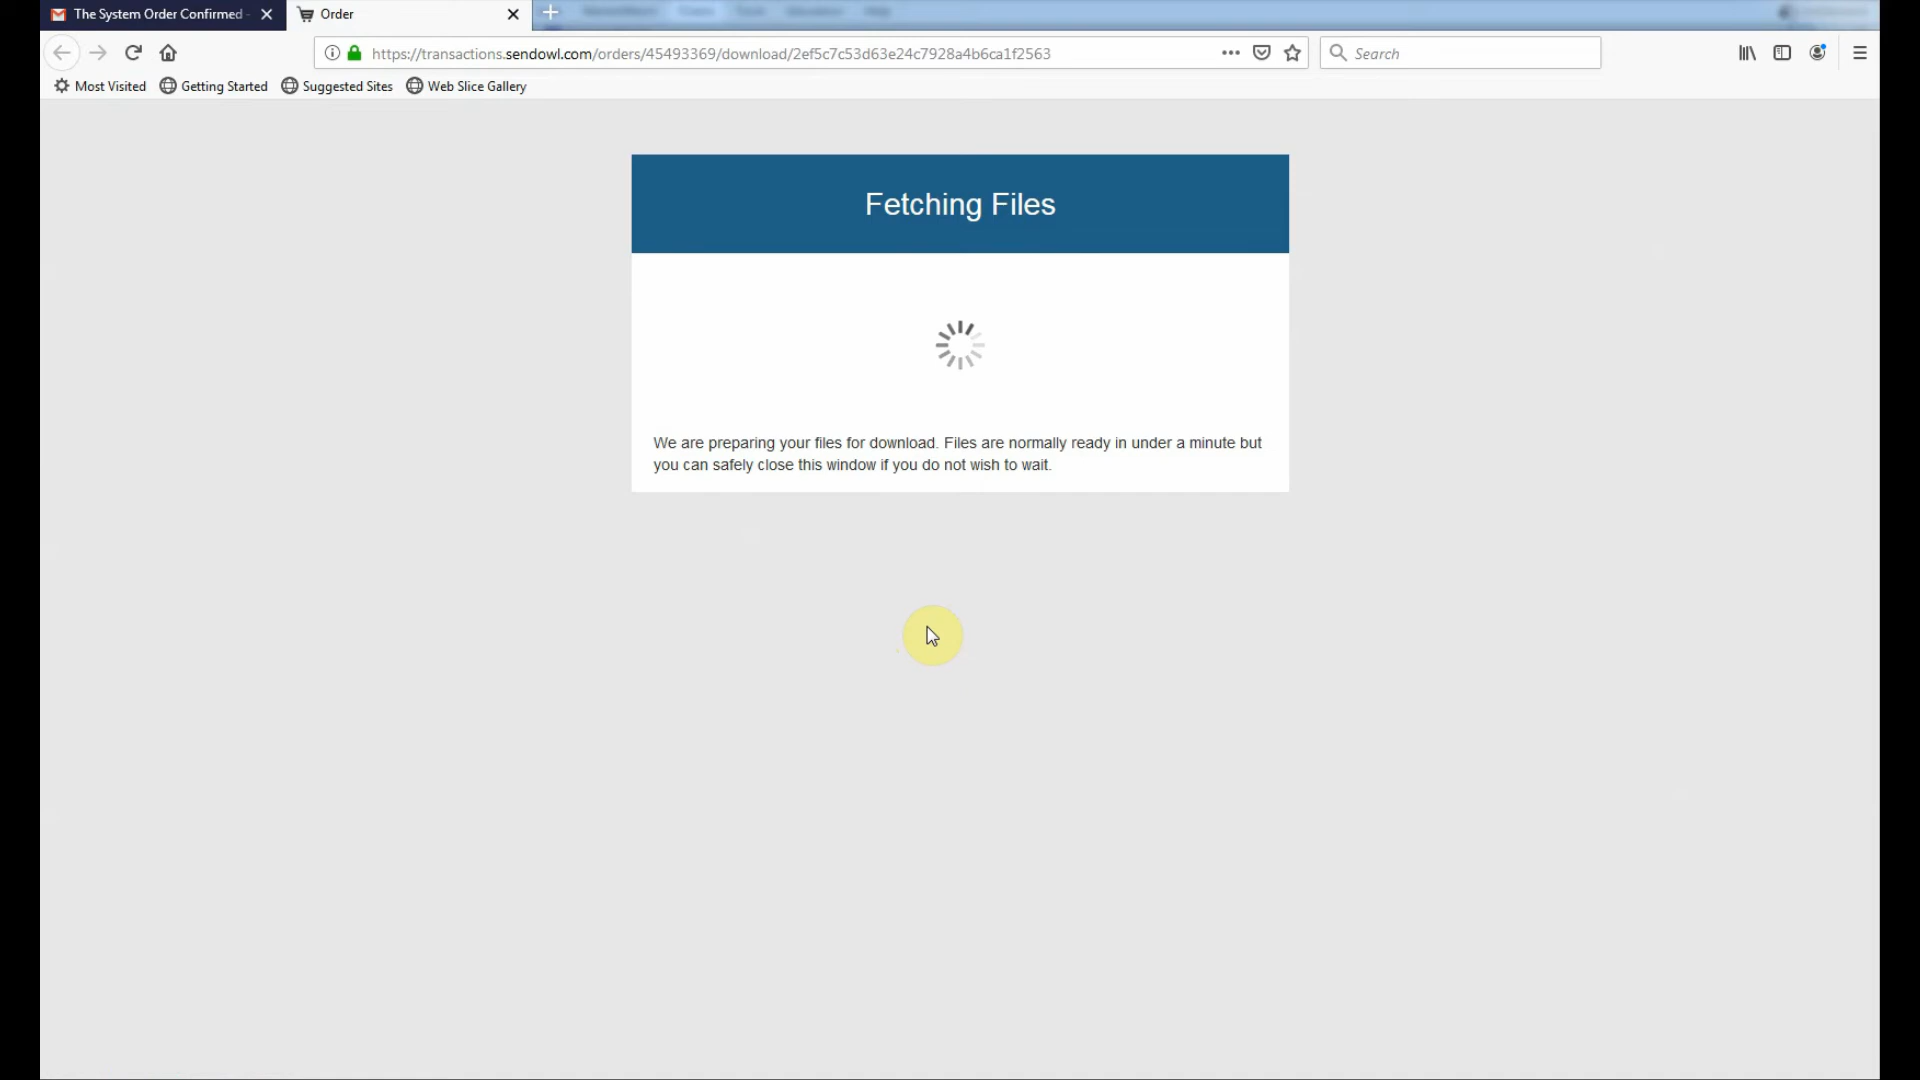 The System Order Confirmed -
Order
https://transactions.sendowl.com/orders/45493369/download/2ef5c7c53d63e24c7928a4b6ca1f2563
Search
Most Visited
Getting Started
Suggested Sites
Web Slice Gallery
Fetching Files
We are preparing your files for download. Files are normally ready in under a minute but
you can safely close this window if you do not wish to wait.